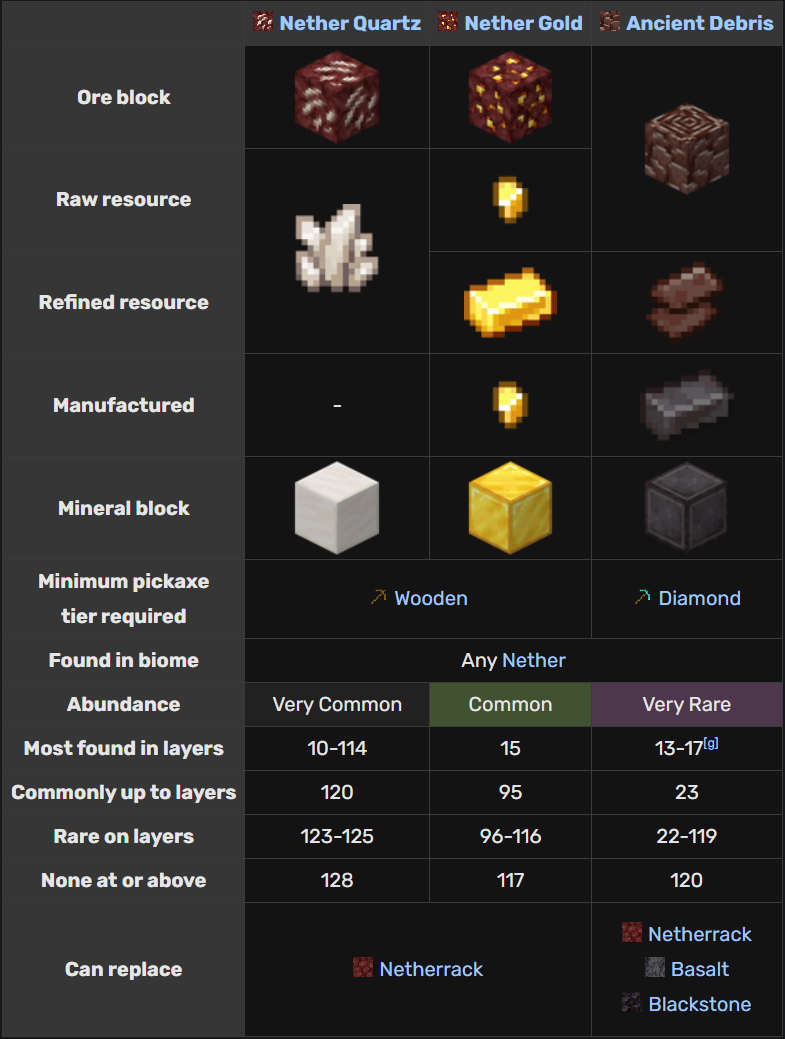 Nether Quartz Nether Gold Ancient Debris
Ore block
Raw resource
Refined resource
Manufactured -
Mineral block
Minimum pickaxe
tier required
Wooden Diamond
Found in biome Any Nether
Abundance Very Common Common Very Rare
Most found in layers 10-114 15 13-17[g]
Commonly up to layers 120 95 23
Rare on layers 123-125 96-116 22-119
None at or above 128 117 120
Can replace Netherrack
Netherrack
Basalt
Blackstone